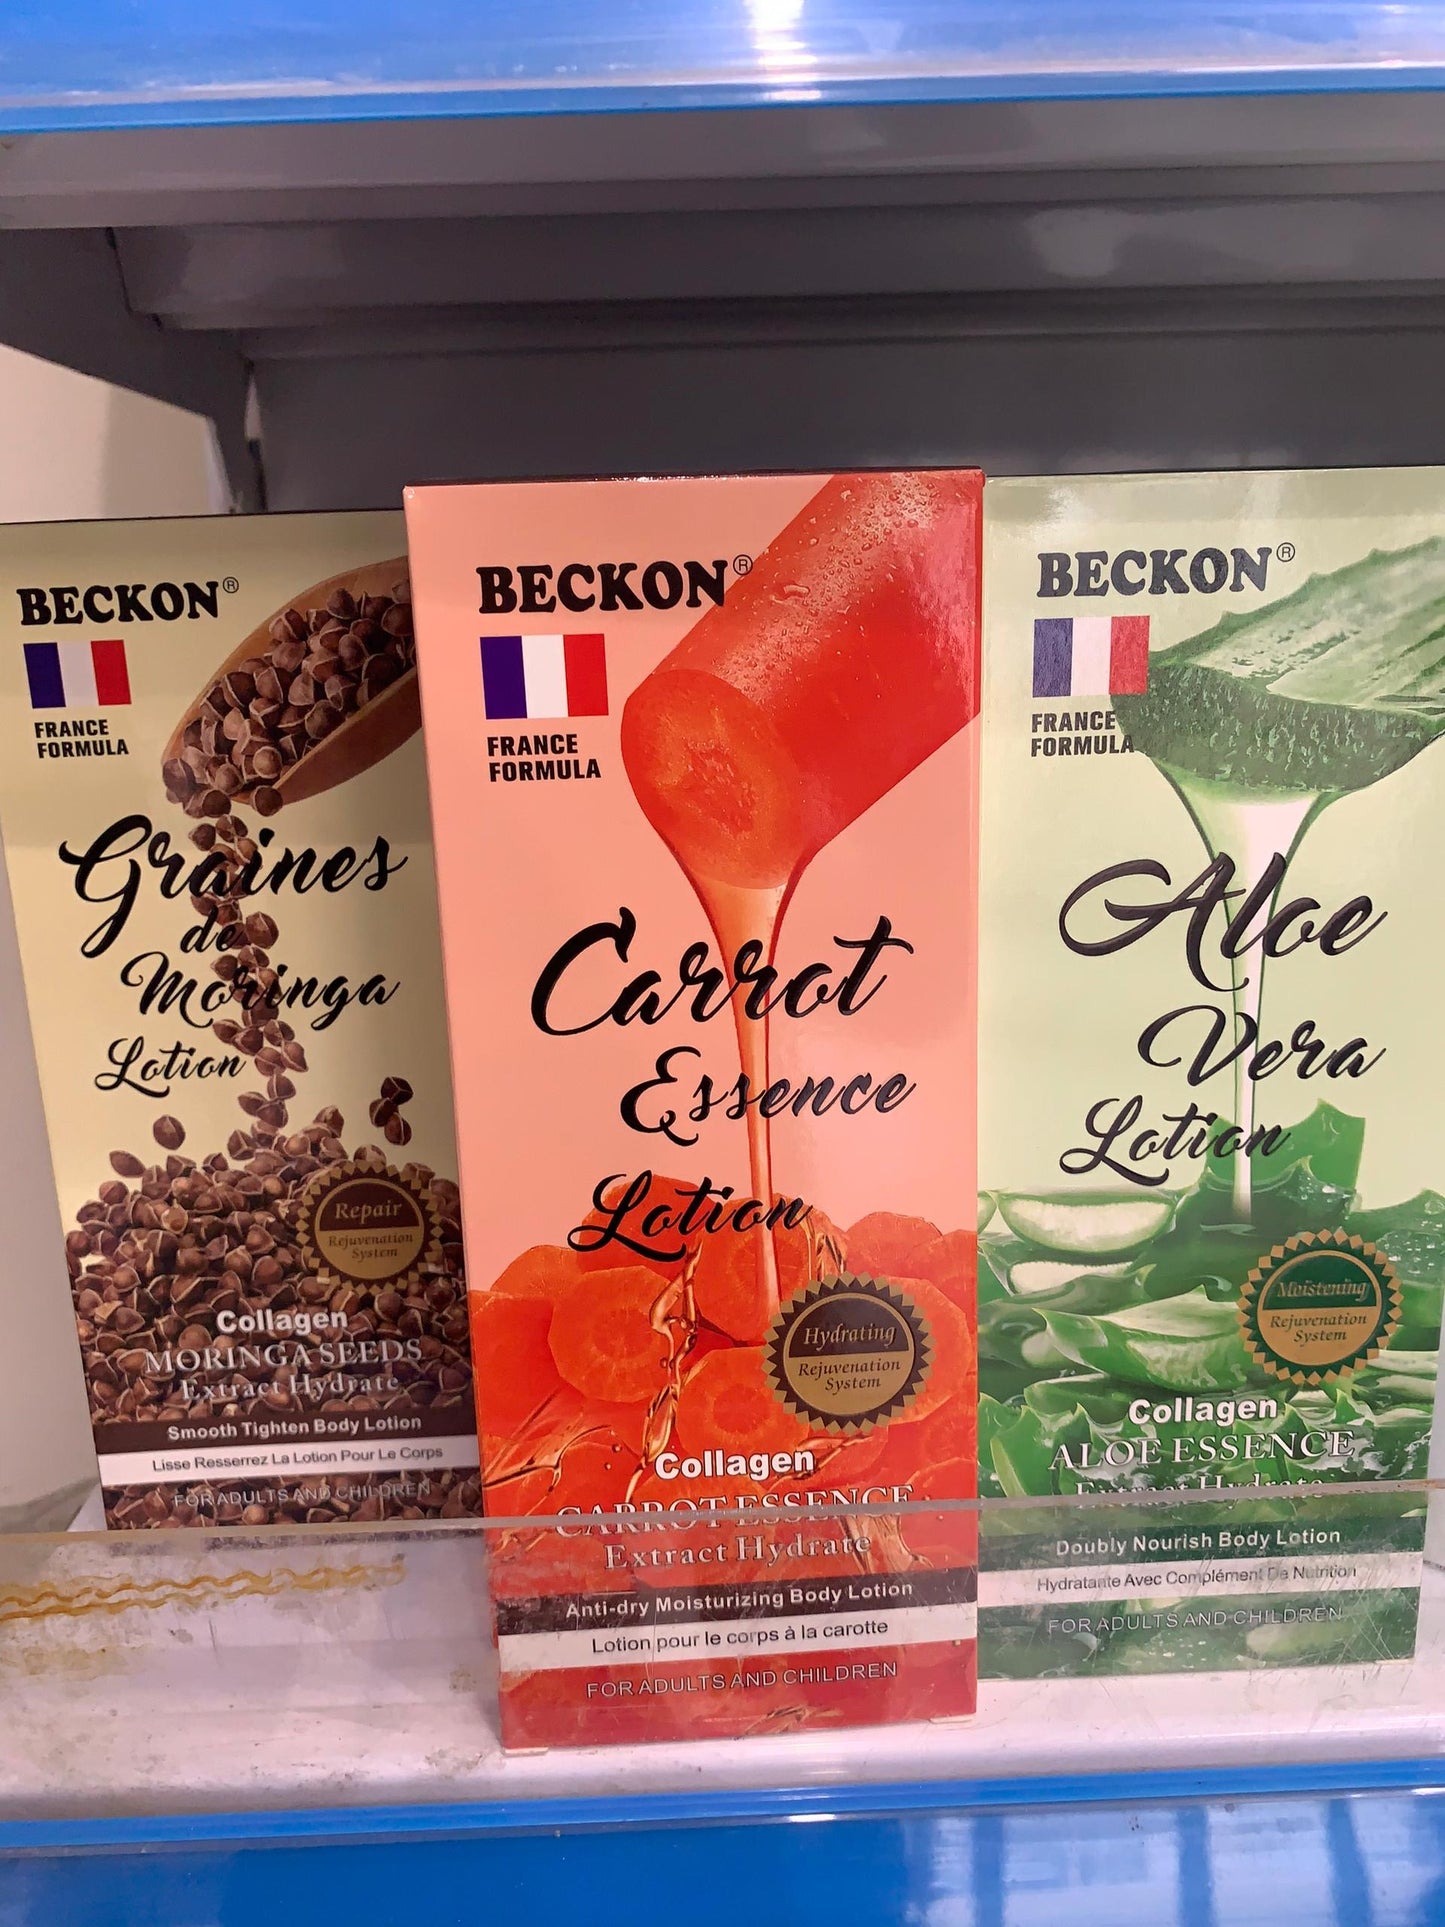 BECKON®
FRANCE
FORMULA
Graines
de
Moringa
Lotion
Repair
Rejuvenation
System
Collagen
MORINGA SEEDS
Extract Hydrate
Smooth Tighten Body Lotion
Lisse Resserrez La Lotion Pour Le Corps
FOR ADULTS AND CHILDREN
BECKON®
FRANCE
FORMULA
Carrot
Essence
Lotion
Hydrating
Rejuvenation
System
Collagen
CARROT ESSENCE
Extract Hydrate
Anti-dry Moisturizing Body Lotion
Lotion pour le corps à la carotte
FOR ADULTS AND CHILDREN
BECKON®
FRANCE
FORMULA
Aloe
Vera
Lotion
Moistening
Rejuvenation
System
Collagen
ALOE ESSENCE
Extract Hydrate
Doubly Nourish Body Lotion
Hydratante Avec Complément De Nutrition
FOR ADULTS AND CHILDREN